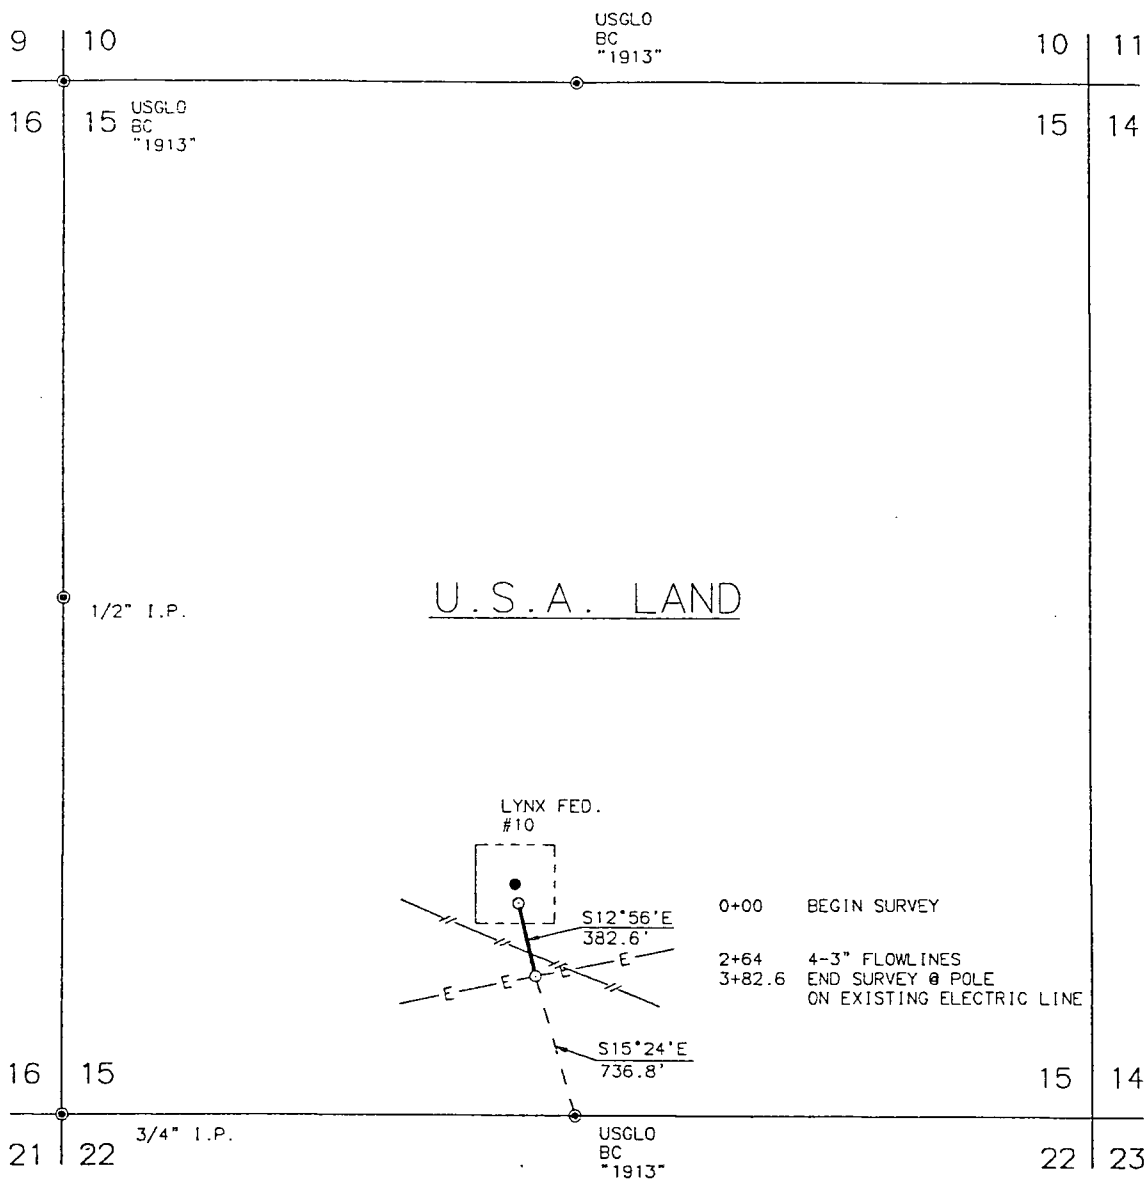 9 10
USGLO
BC
"1913"
10 11
16 15
USGLO
BC
"1913"
15 14
1/2" I.P.
U.S.A. LAND
LYNX FED.
#10
S12°56'E
382.6'
0+00 BEGIN SURVEY
2+64 4-3" FLOWLINES
3+82.6 END SURVEY @ POLE
ON EXISTING ELECTRIC LINE
E
E
E
E
S15°24'E
736.8'
16 15
15 14
3/4" I.P.
21 22
USGLO
BC
"1913"
22 23